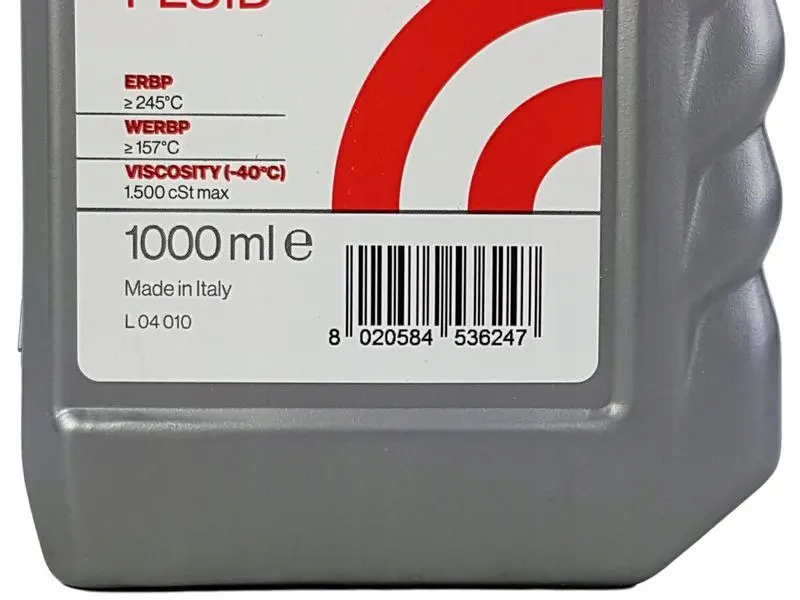 FLUID
ERBP
≥ 245°C
WERBP
≥ 157°C
VISCOSITY (-40°C)
1.500 cSt max
1000 ml e
Made in Italy
L 04 010
8 020584 536247